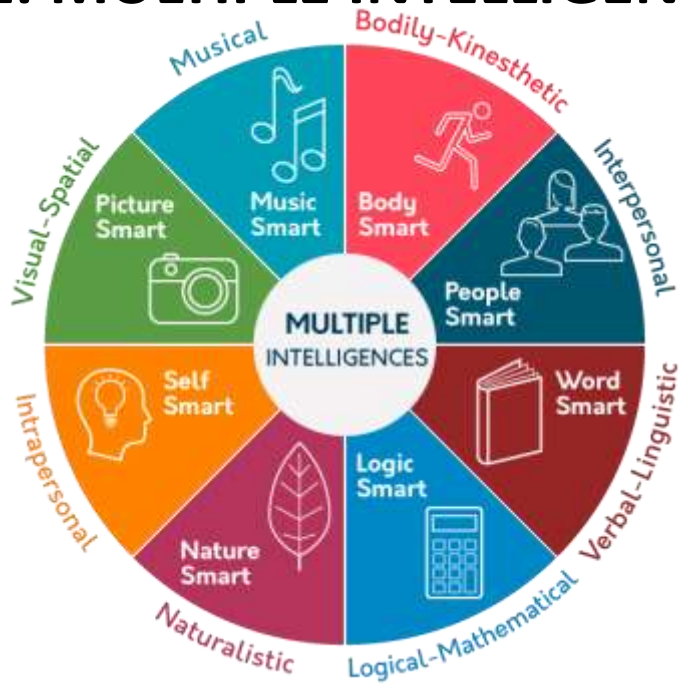 MULTIPLE
Musical
Bodily-Kinesthetic
Visual-Spatial
Interpersonal
Picture
Smart
Music
Smart
Body
Smart
People
Smart
MULTIPLE
INTELLIGENCES
Self
Smart
Word
Smart
Intrapersonal
Verbal-Linguistic
Logic
Smart
Nature
Smart
Naturalistic
Logical-Mathematical